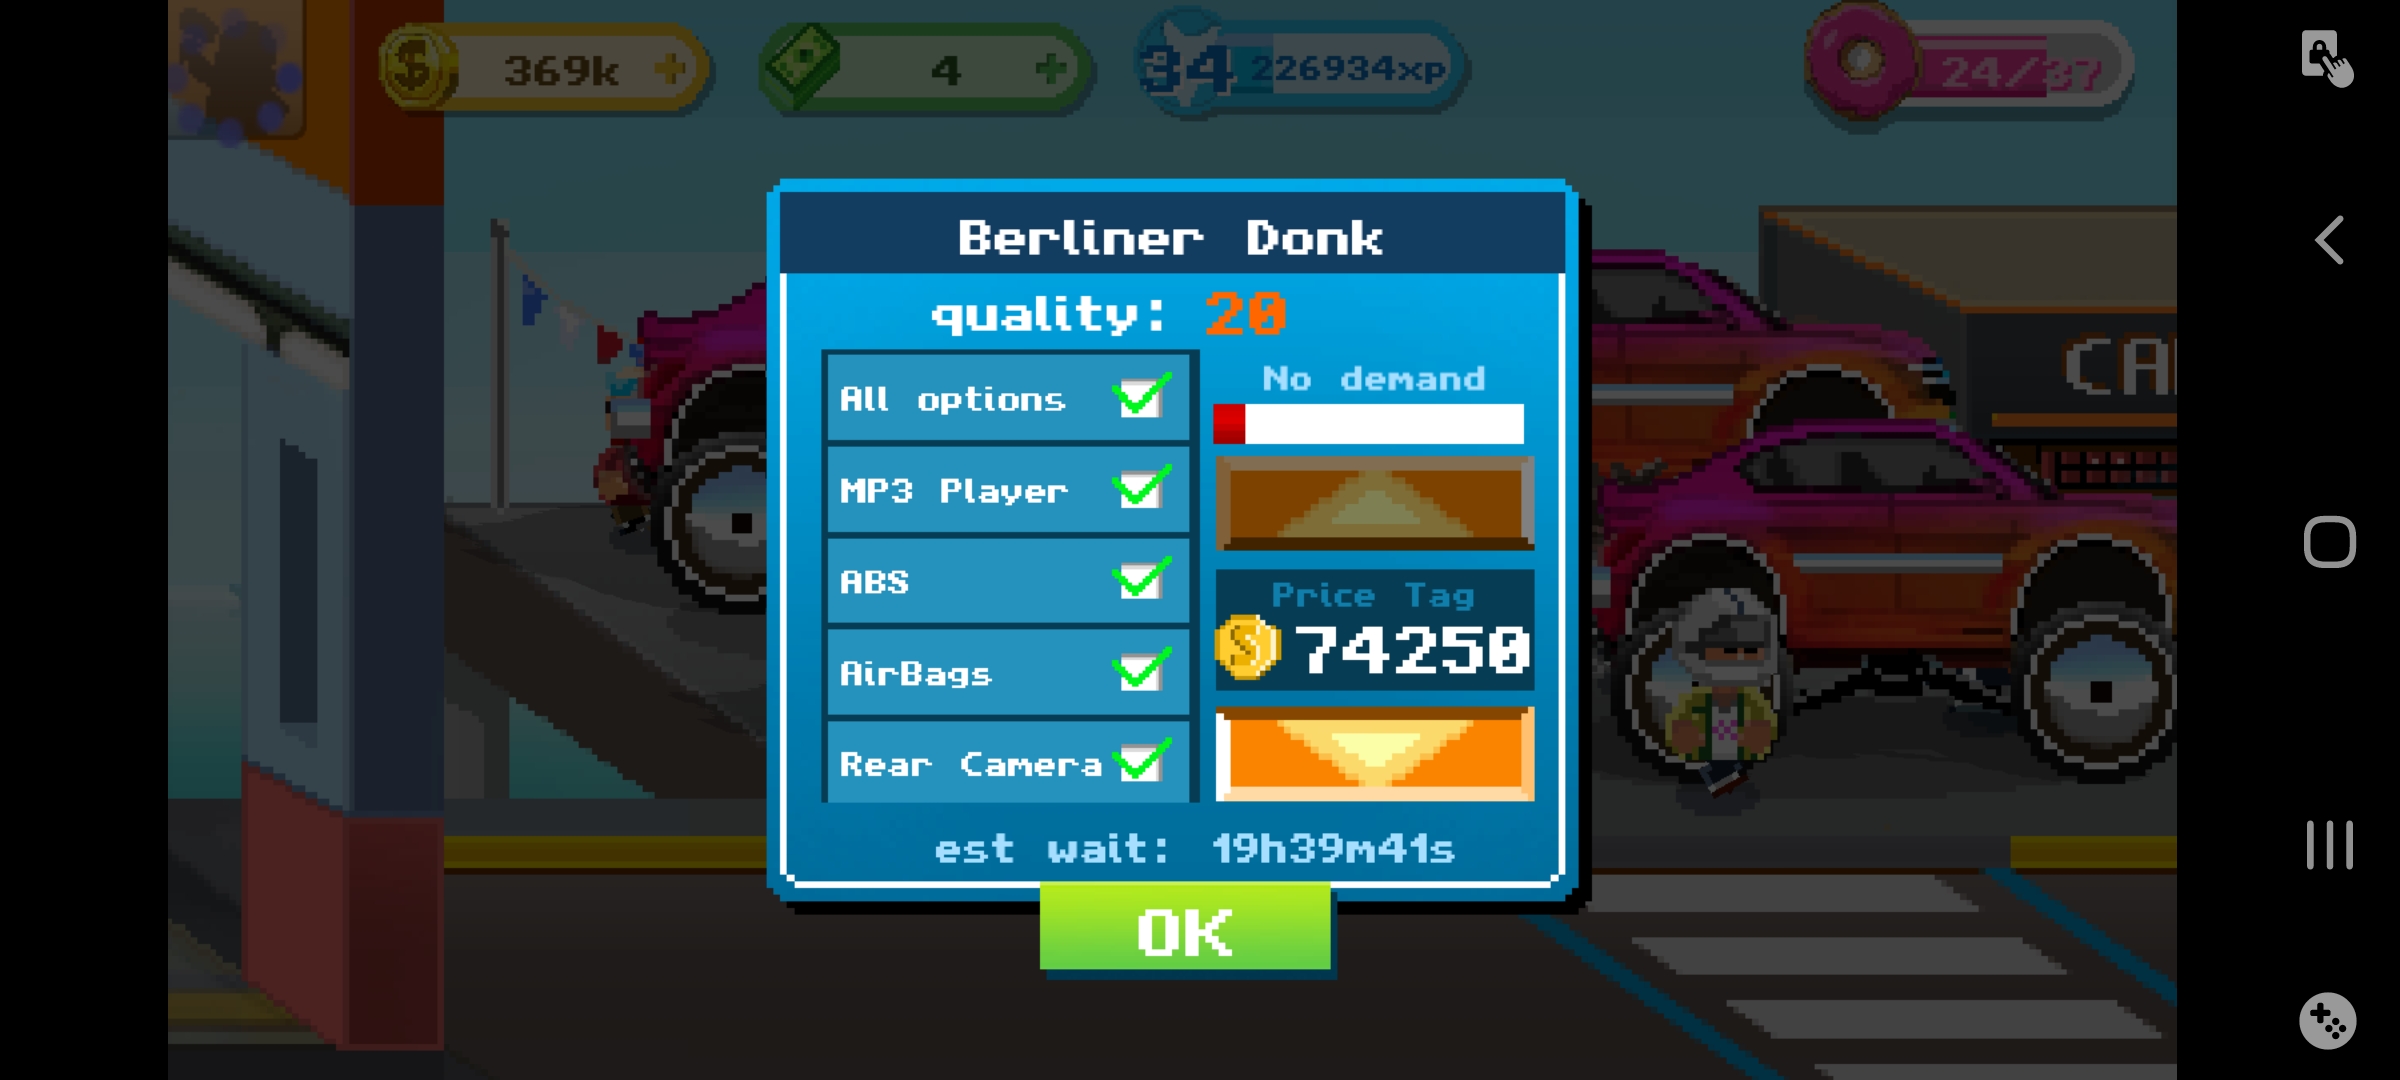 369k
4
34 226934xp
24/37
Berliner Donk
quality: 20
All options
No demand
MP3 Player
ABS
Price Tag
74250
AirBags
Rear Camera
est wait: 19h39m41s
OK
CA